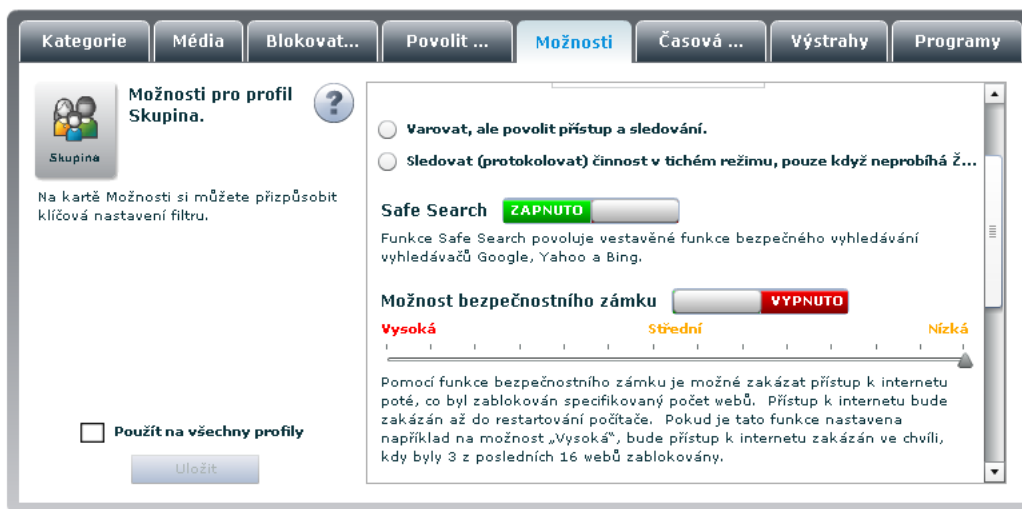 Kategorie
Média
Blokovat...
Povolit ...
Možnosti
Časová ...
Výstrahy
Programy
Možnosti pro profil
Skupina.
?
Skupina
Na kartě Možnosti si můžete přizpůsobit
klíčová nastavení filtru.
Použít na všechny profily
Uložit
Varovat, ale povolit přístup a sledování.
Sledovat (protokolovat) činnost v tichém režimu, pouze když neprobíhá Ž...
Safe Search ZAPNUTO
Funkce Safe Search povoluje vestavěné funkce bezpečného vyhledávání
vyhledávačů Google, Yahoo a Bing.
Možnost bezpečnostního zámku VYPNUTO
Vysoká Střední Nízká
Pomocí funkce bezpečnostního zámku je možné zakázat přístup k internetu
poté, co byl zablokován specifikovaný počet webů. Přístup k internetu bude
zakázán až do restartování počítače. Pokud je tato funkce nastavena
například na možnost „Vysoká“, bude přístup k internetu zakázán ve chvíli,
kdy byly 3 z posledních 16 webů zablokovány.